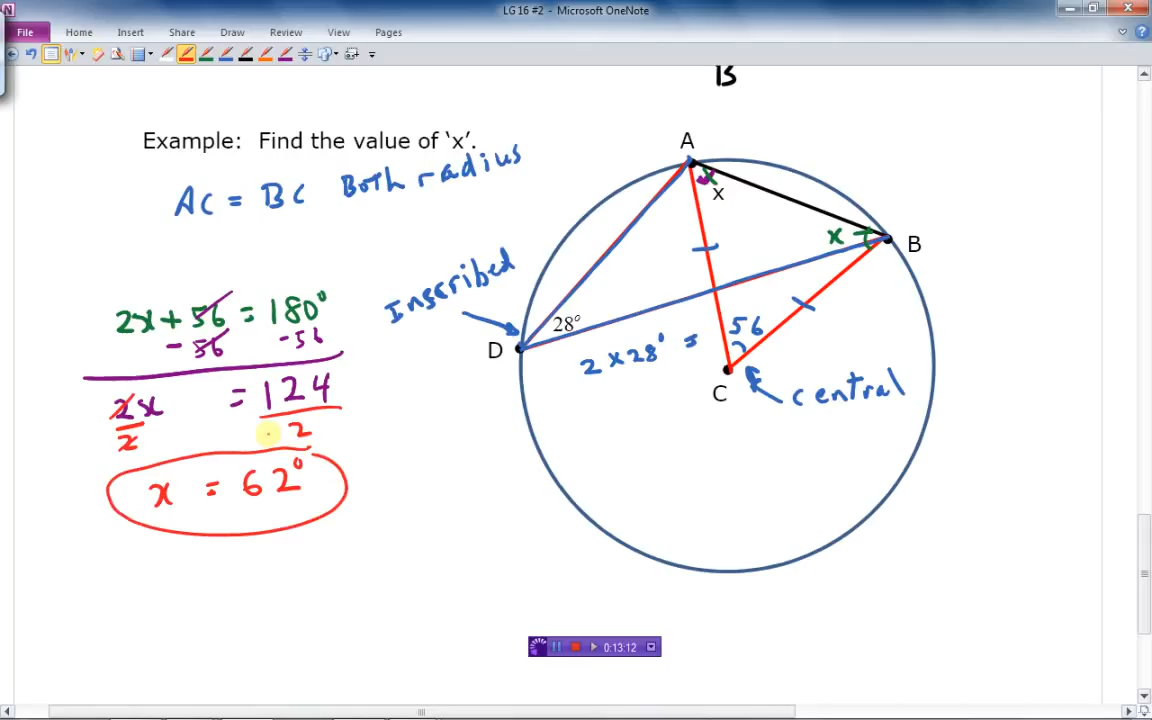 LG 16 #2 - Microsoft OneNote
File Home Insert Share Draw Review View Pages
B
Example: Find the value of ‘x’.
AC = BC Both radius
A
x
x
x
B
Inscribed
2x + 56 = 180°
- 56 - 56
2x = 124
2 2
x = 62°
D
28°
2 x 28° =
56
C
central
0:13:12